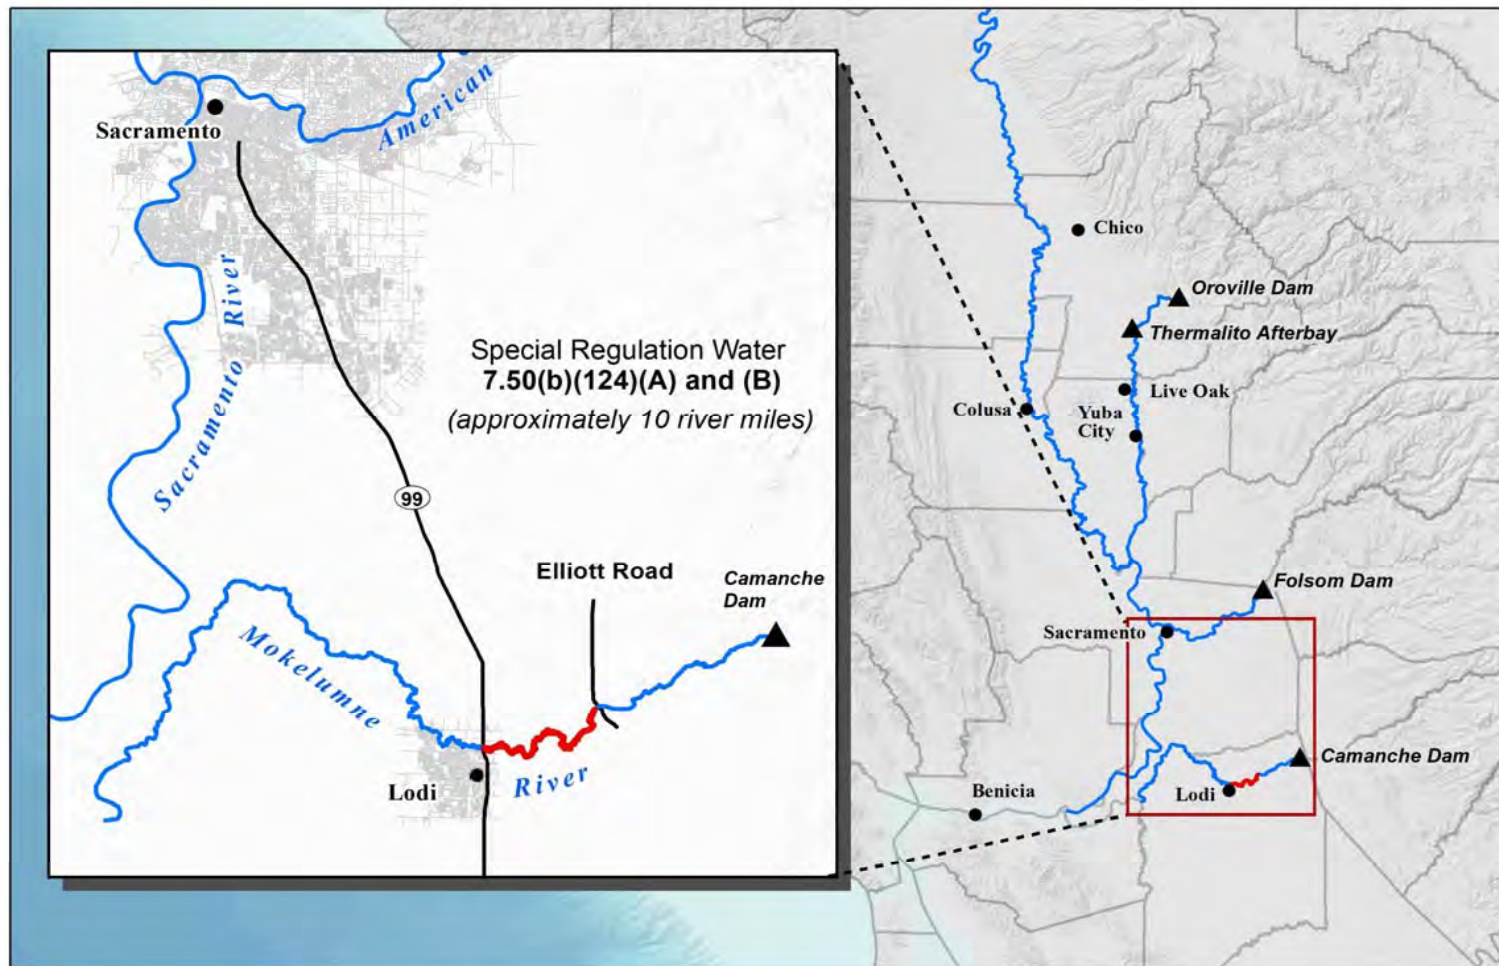 American
Sacramento
Sacramento River
Special Regulation Water
7.50(b)(124)(A) and (B)
(approximately 10 river miles)
99
Elliott Road
Camanche
Dam
Mokelumne
River
Lodi
Chico
Oroville Dam
Thermalito Afterbay
Live Oak
Colusa
Yuba
City
Folsom Dam
Sacramento
Camanche Dam
Benicia
Lodi